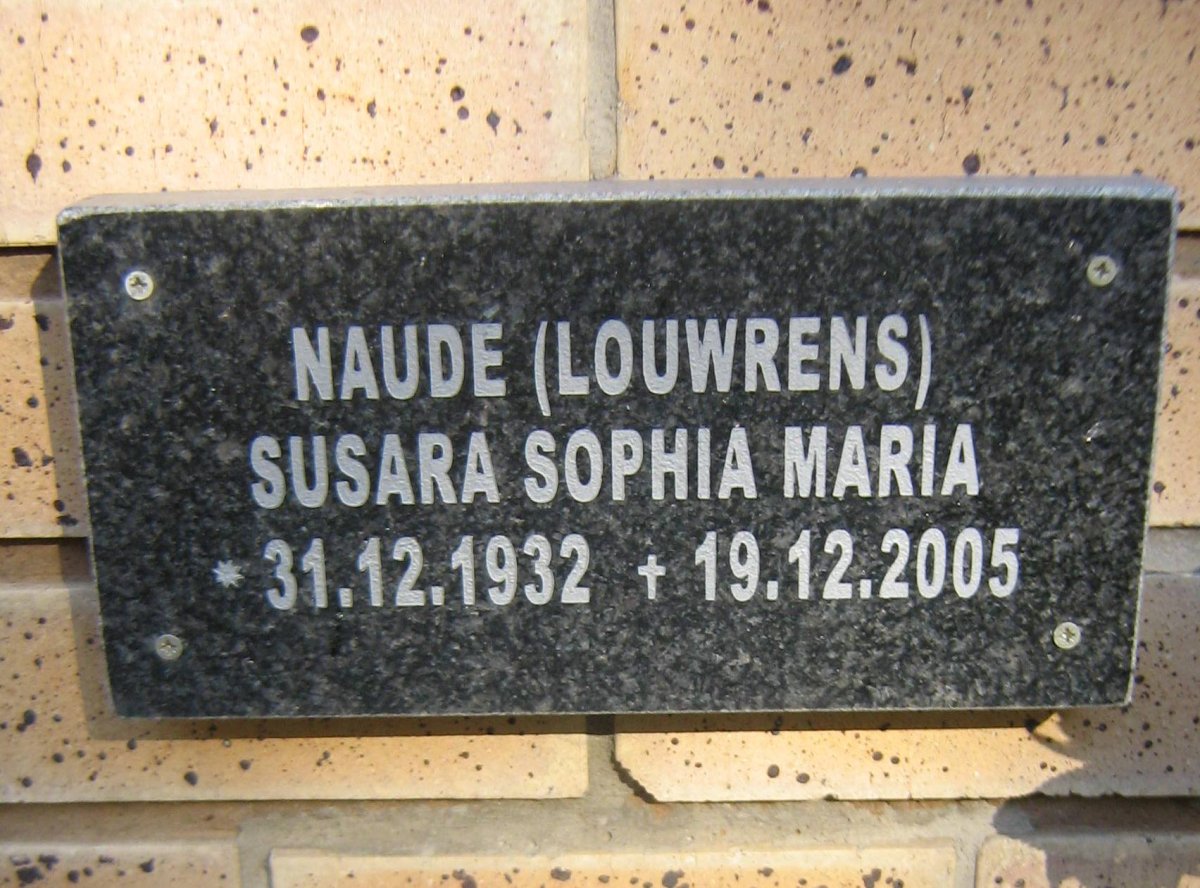 NAUDE (LOUWRENS)
SUSARA SOPHIA MARIA
* 31.12.1932 + 19.12.2005